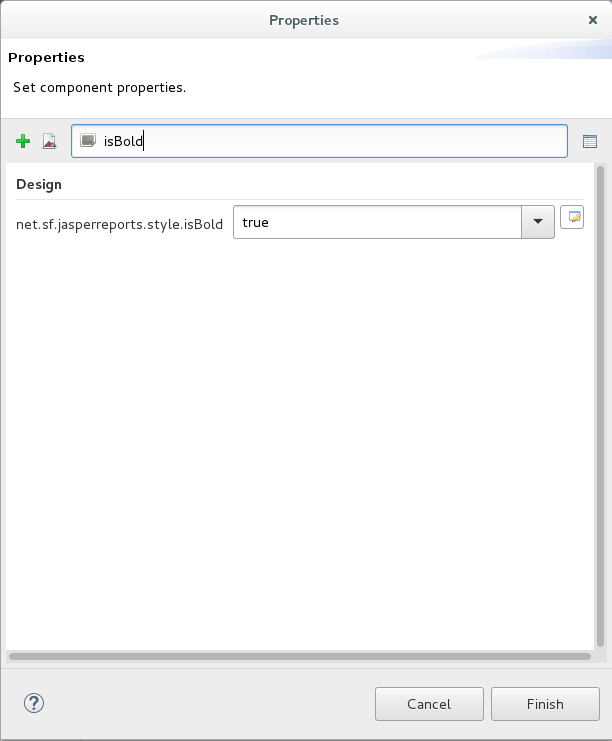 Properties
Properties
Set component properties.
isBold
Design
net.sf.jasperreports.style.isBold true
Cancel Finish